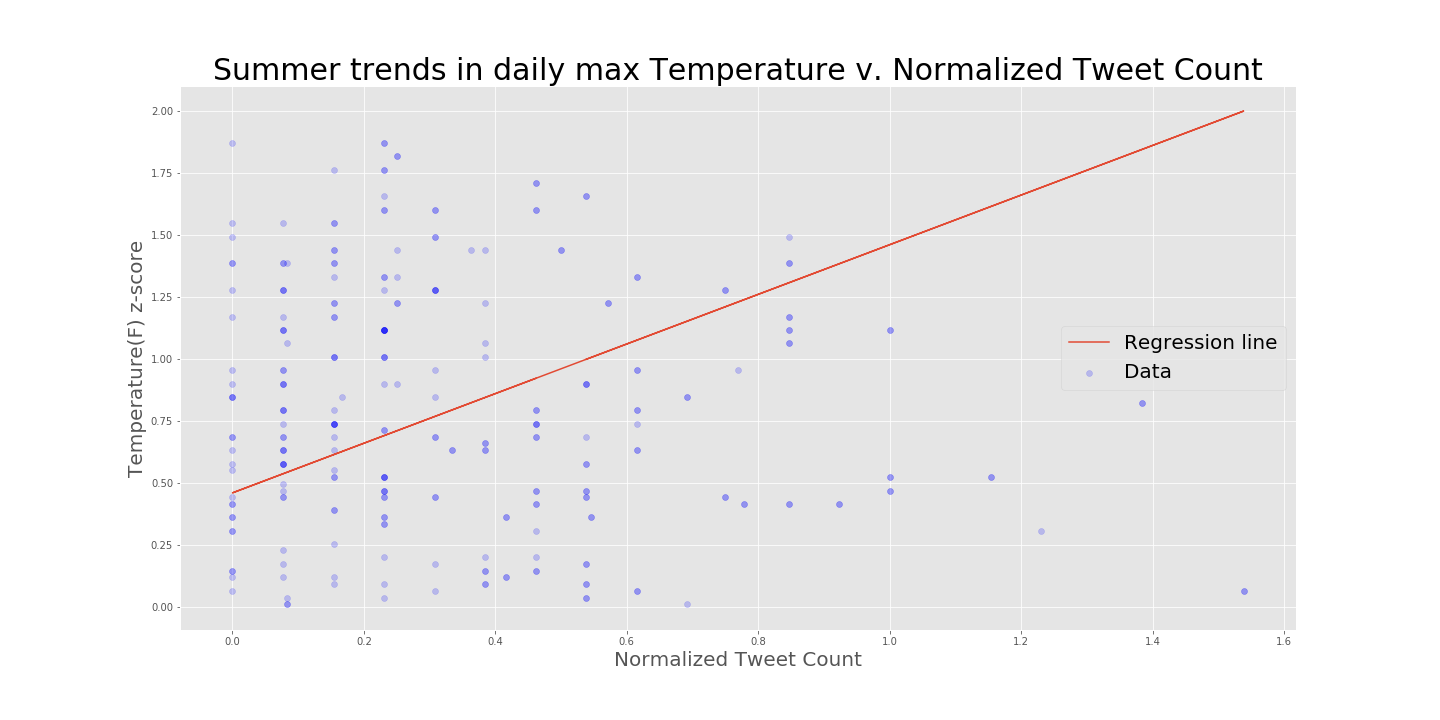 Summer trends in daily max Temperature v. Normalized Tweet Count
2.00
1.75
1.50
1.25
1.00
0.75
0.50
0.25
0.00
Temperature(F) z-score
Regression line
Data
0.0 0.2 0.4 0.6 0.8 1.0 1.2 1.4 1.6
Normalized Tweet Count